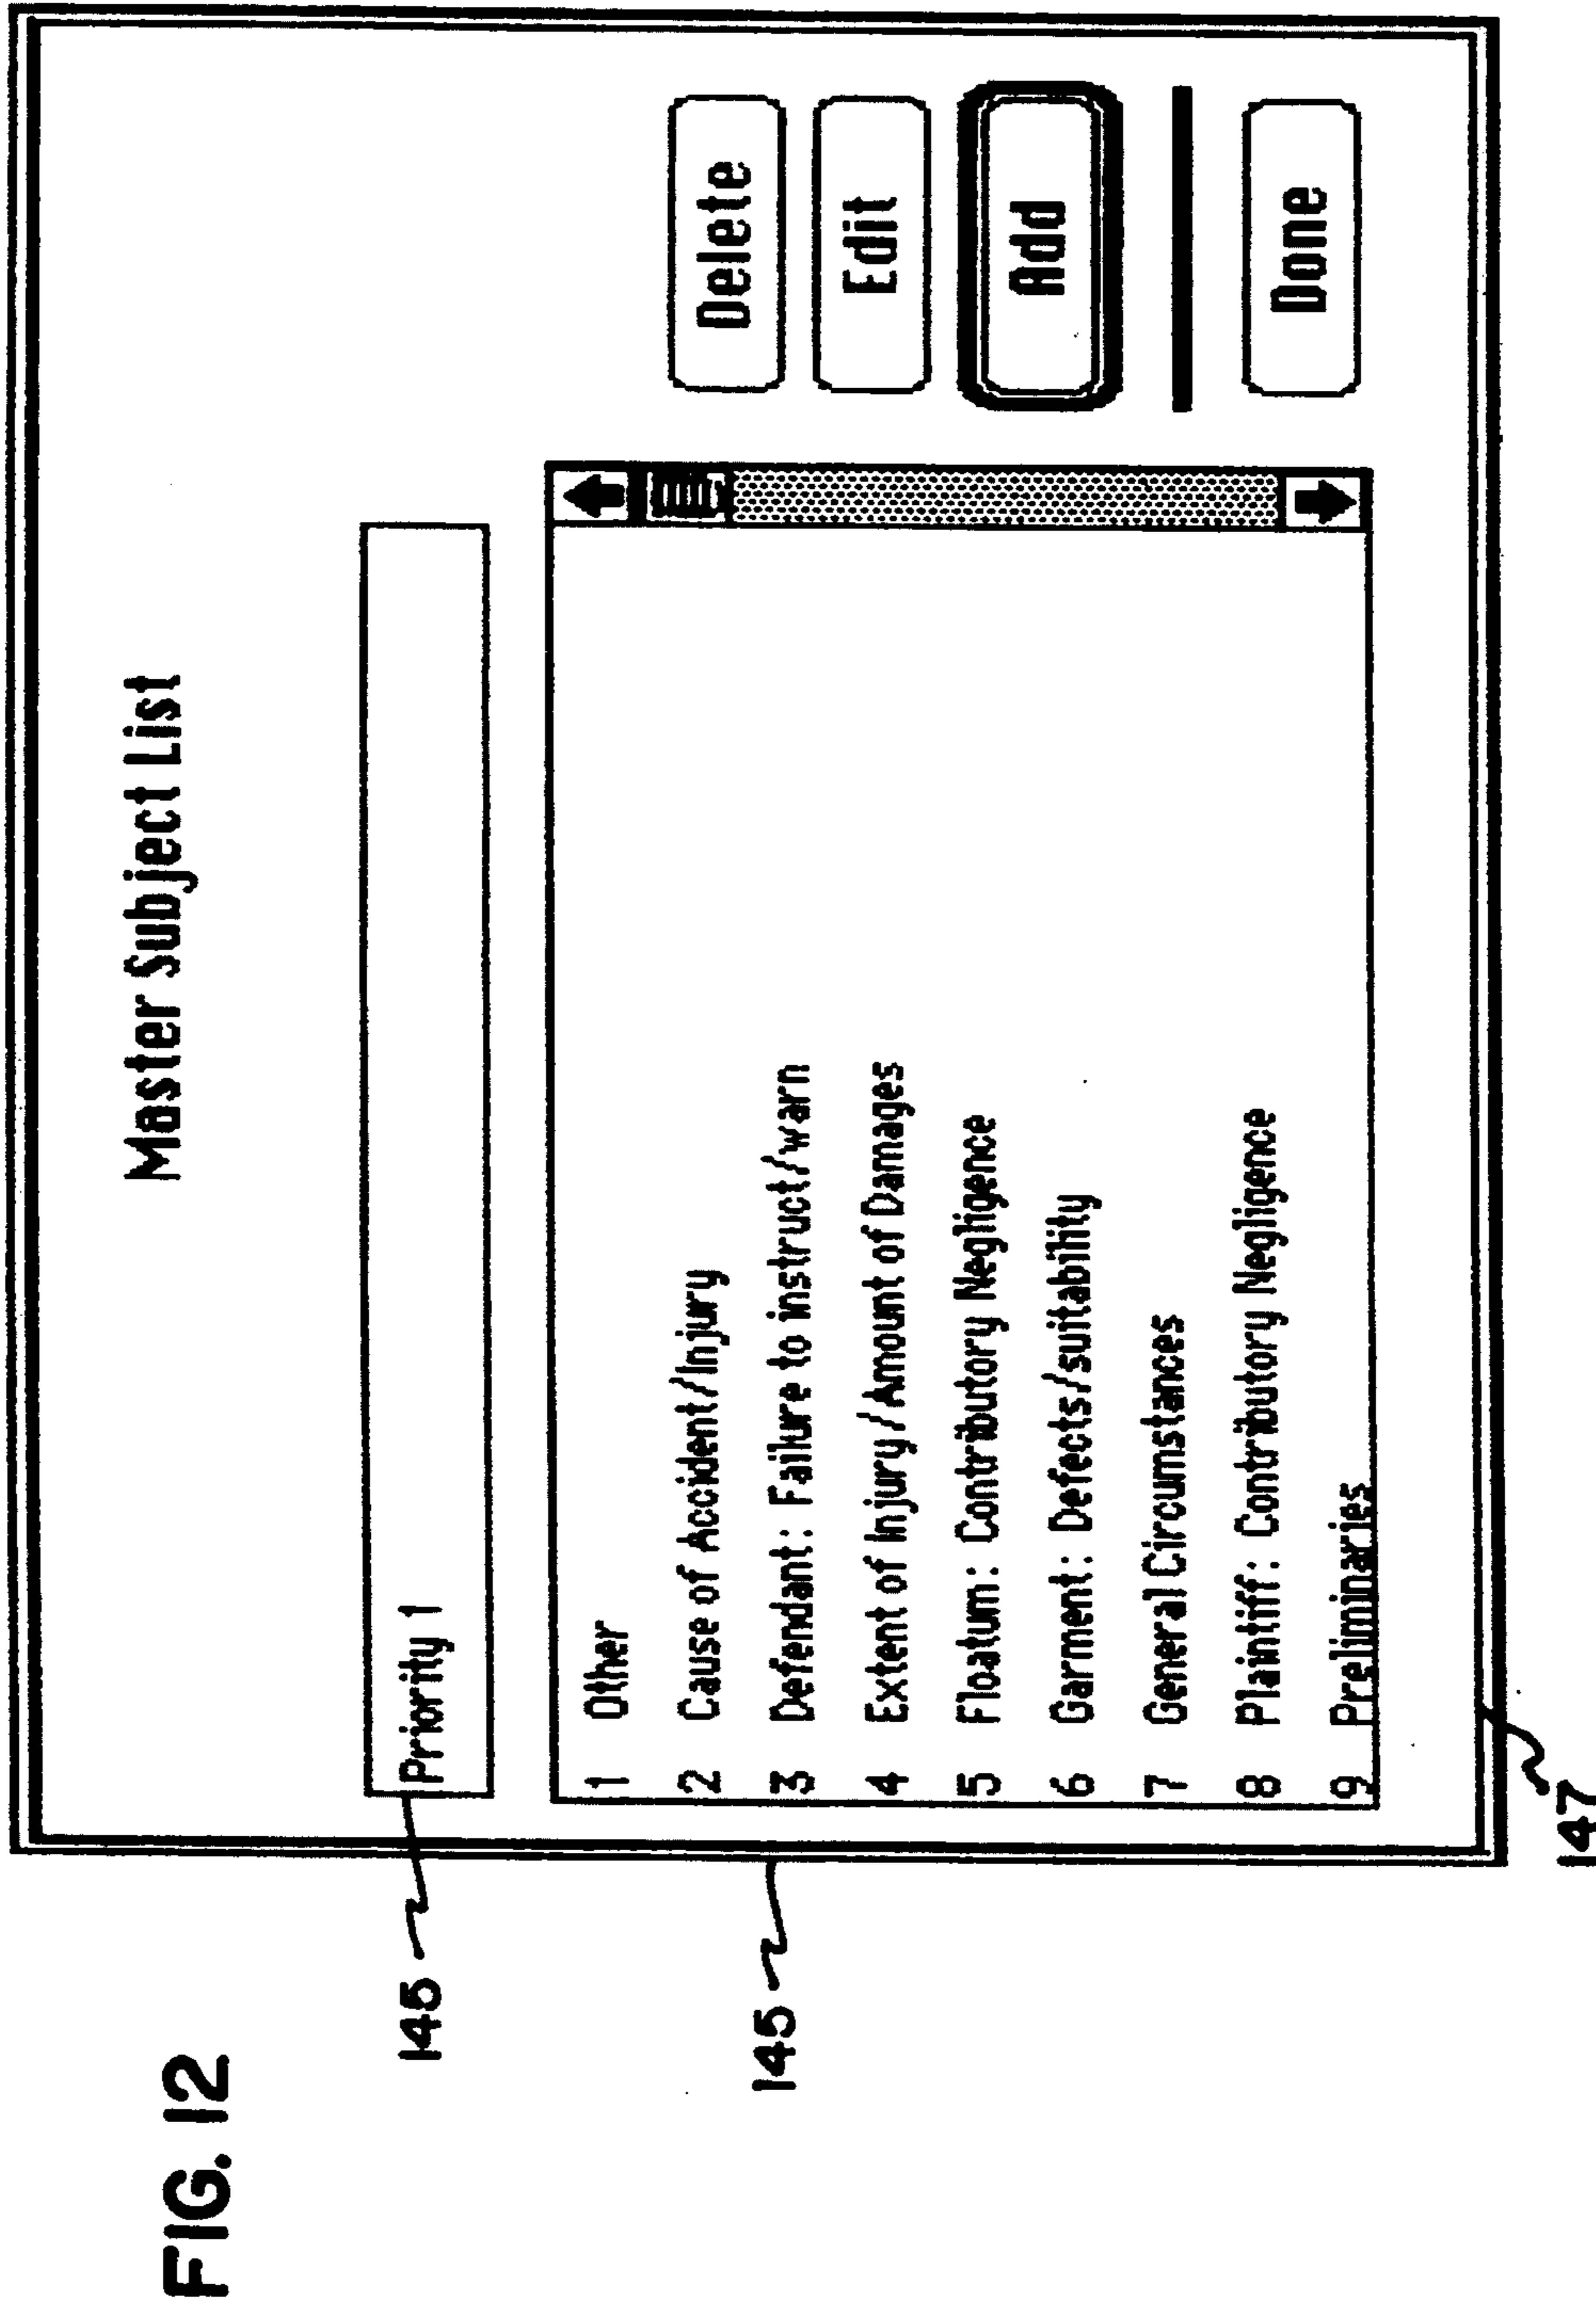 FIG. 12
Master Subject List
145
Priority 1
145
1 Other
2 Cause of Accident/Injury
3 Defendant: Failure to instruct/warn
4 Extent of Injury/Amount of Damages
5 Floatum: Contributory Negligence
6 Garment: Defects/suitability
7 General Circumstances
8 Plaintiff: Contributory Negligence
9 Preliminaries
Delete
Edit
Add
Done
147